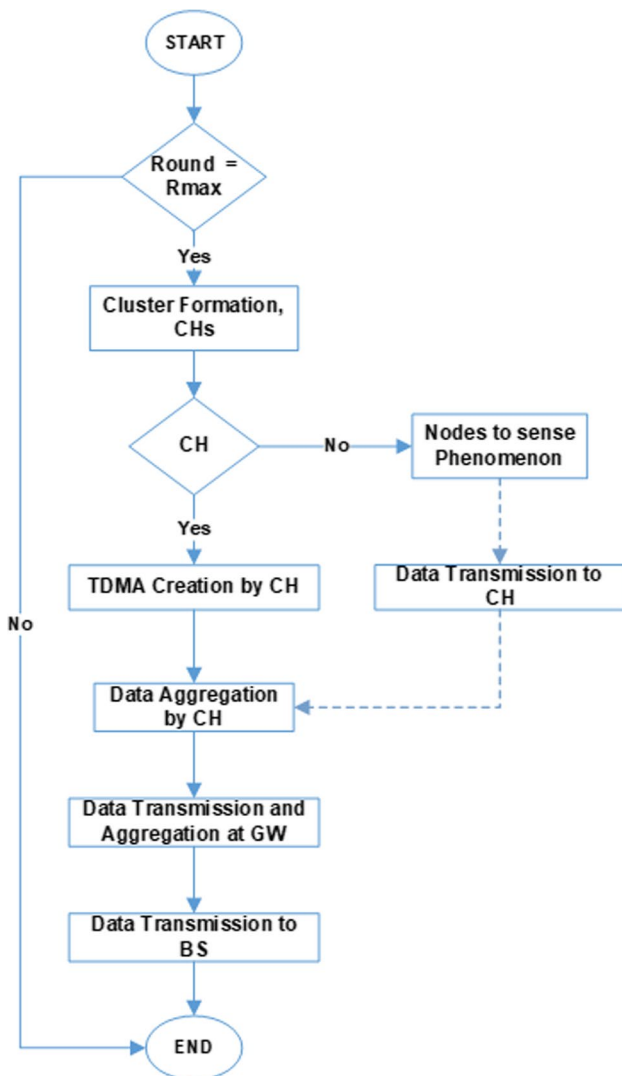 START
Round =
Rmax
Yes
Cluster Formation,
CHs
CH
No
Nodes to sense
Phenomenon
Yes
TDMA Creation by CH
Data Transmission to
CH
No
Data Aggregation
by CH
Data Transmission and
Aggregation at GW
Data Transmission to
BS
END